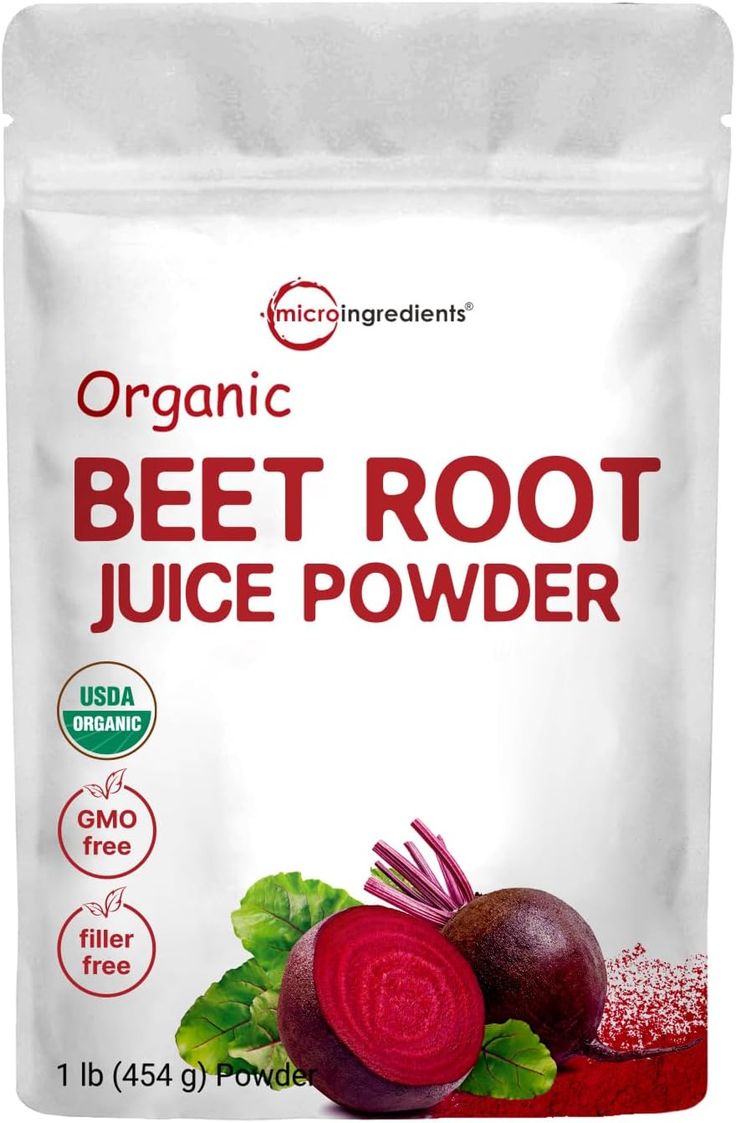 microingredients®
Organic
BEET ROOT
JUICE POWDER
USDA
ORGANIC
GMO
free
filler
free
1 lb (454 g) Powder